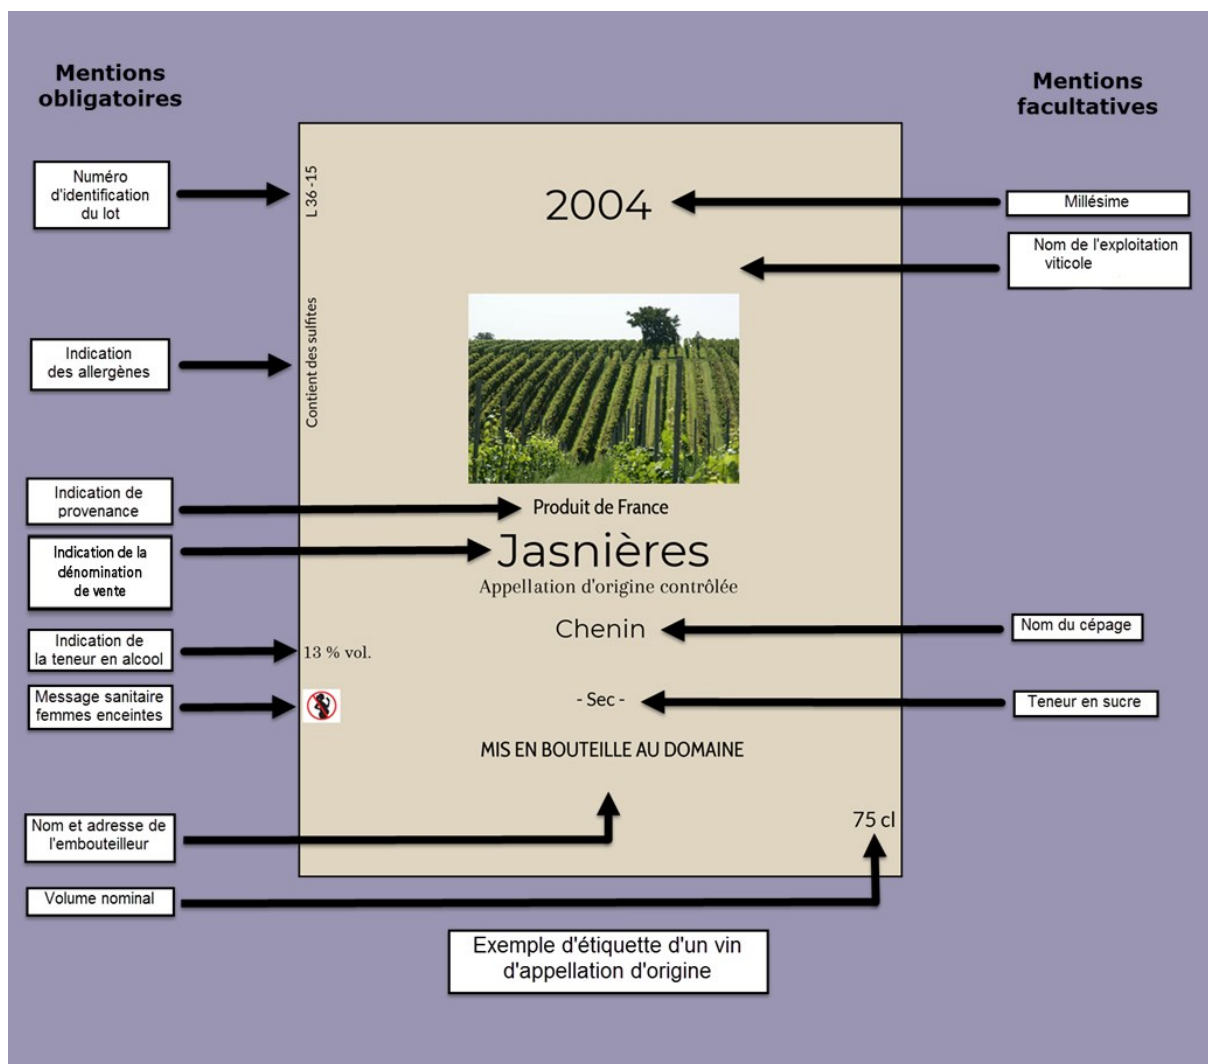 Mentions
obligatoires
Mentions
facultatives
Numéro
d'identification
du lot
L 36 -15
2004
Millésime
Nom de l'exploitation
viticole
Indication
des allergènes
Contient des sulfites
Indication de
provenance
Produit de France
Indication de la
dénomination
de vente
Jasnières
Appellation d'origine contrôlée
Chenin
Nom du cépage
Indication de
la teneur en alcool
13 % vol.
Message sanitaire
femmes enceintes
- Sec -
Teneur en sucre
MIS EN BOUTEILLE AU DOMAINE
Nom et adresse de
l'embouteilleur
75 cl
Volume nominal
Exemple d'étiquette d'un vin
d'appellation d'origine